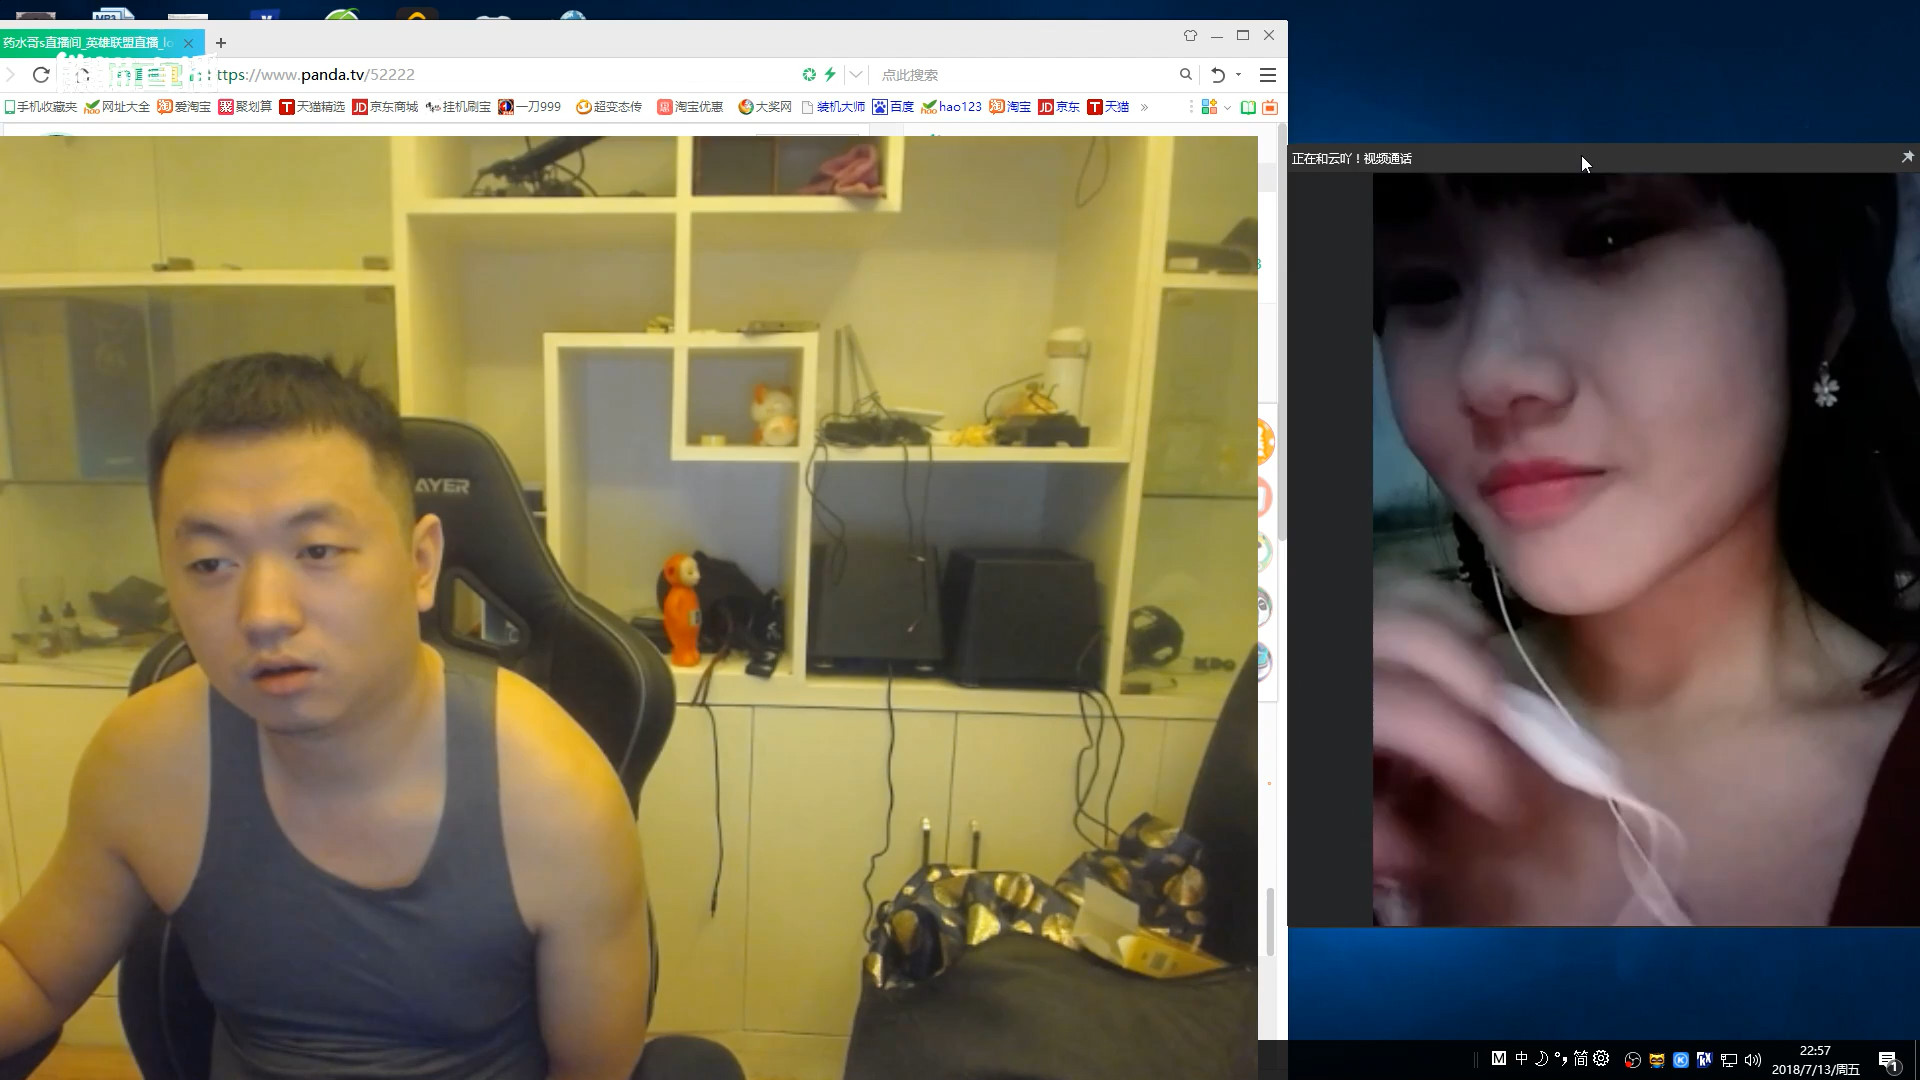 药水哥s直播间_英雄联盟直播_lo
https://www.panda.tv/52222
点此搜索
手机收藏夹 网址大全 爱淘宝 聚划算 天猫精选 京东商城 挂机刷宝 一刀999 超变态传 淘宝优惠 大奖网 装机大师 百度 hao123 淘宝 京东 天猫 »
正在和云吖！视频通话
AYER
M 中 简
22:57
2018/7/13/周五
1